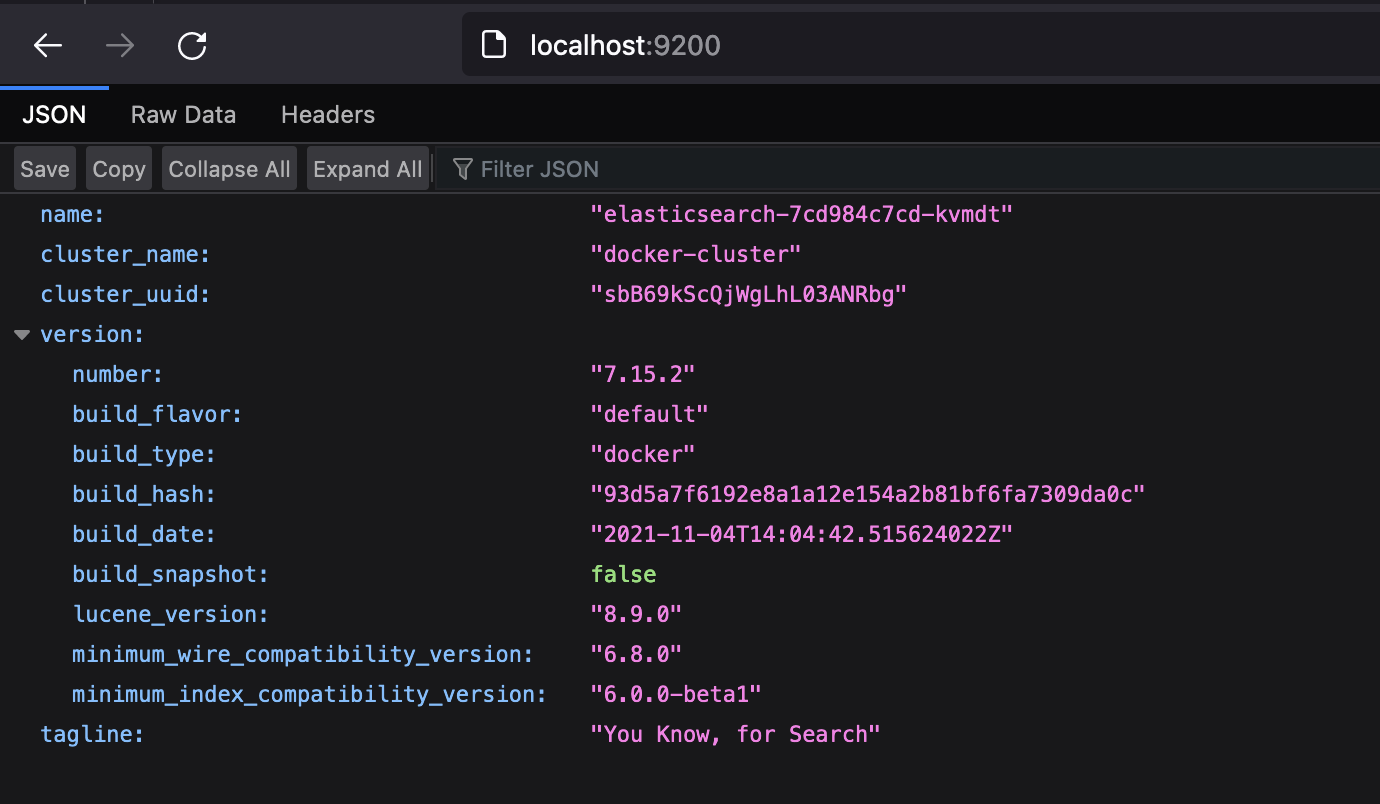 localhost:9200
JSON Raw Data Headers
Save Copy Collapse All Expand All Filter JSON
name: "elasticsearch-7cd984c7cd-kvmdt"
cluster_name: "docker-cluster"
cluster_uuid: "sbB69kScQjWgLhL03ANRbg"
version:
number: "7.15.2"
build_flavor: "default"
build_type: "docker"
build_hash: "93d5a7f6192e8a1a12e154a2b81bf6fa7309da0c"
build_date: "2021-11-04T14:04:42.515624022Z"
build_snapshot: false
lucene_version: "8.9.0"
minimum_wire_compatibility_version: "6.8.0"
minimum_index_compatibility_version: "6.0.0-beta1"
tagline: "You Know, for Search"